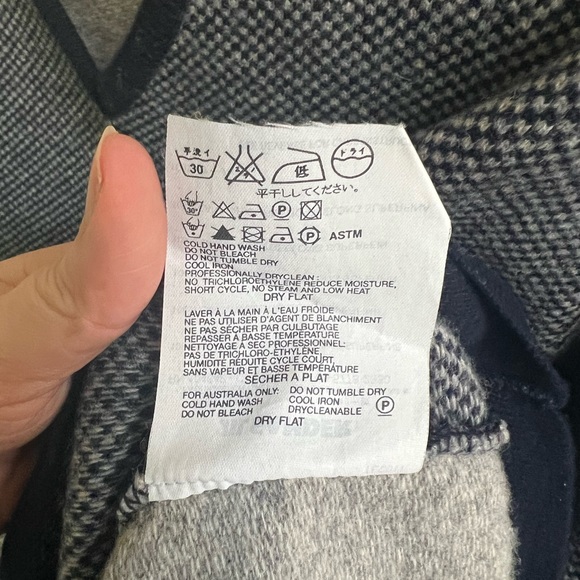 手洗イ ドライ
30 低
平干ししてください。
30° P
P ASTM
COLD HAND WASH
DO NOT BLEACH
DO NOT TUMBLE DRY
COOL IRON
PROFESSIONALLY DRYCLEAN :
NO TRICHLOROETHYLENE REDUCE MOISTURE,
SHORT CYCLE, NO STEAM AND LOW HEAT
DRY FLAT
LAVER À LA MAIN À L'EAU FROIDE
NE PAS UTILISER D'AGENT DE BLANCHIMENT
NE PAS SÉCHER PAR CULBUTAGE
REPASSER À BASSE TEMPÉRATURE
NETTOYAGE A SEC PROFESSIONNEL:
PAS DE TRICHLORO-ÉTHYLÈNE,
HUMIDITÉ RÉDUITE CYCLE COURT,
SANS VAPEUR ET BASSE TEMPÉRATURE
SÉCHER A PLAT
FOR AUSTRALIA ONLY: DO NOT TUMBLE DRY
COLD HAND WASH COOL IRON
DO NOT BLEACH DRYCLEANABLE P
DRY FLAT